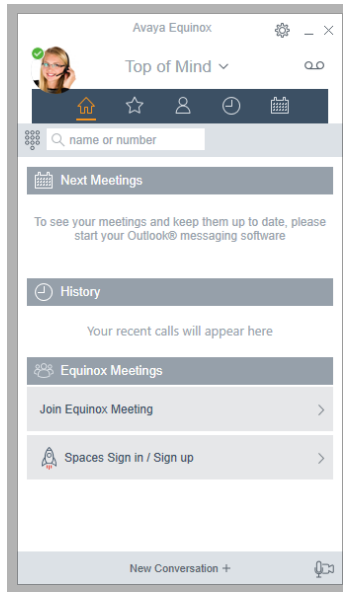 Avaya Equinox
Top of Mind
name or number
Next Meetings
To see your meetings and keep them up to date, please
start your Outlook® messaging software
History
Your recent calls will appear here
Equinox Meetings
Join Equinox Meeting
Spaces Sign in / Sign up
New Conversation +